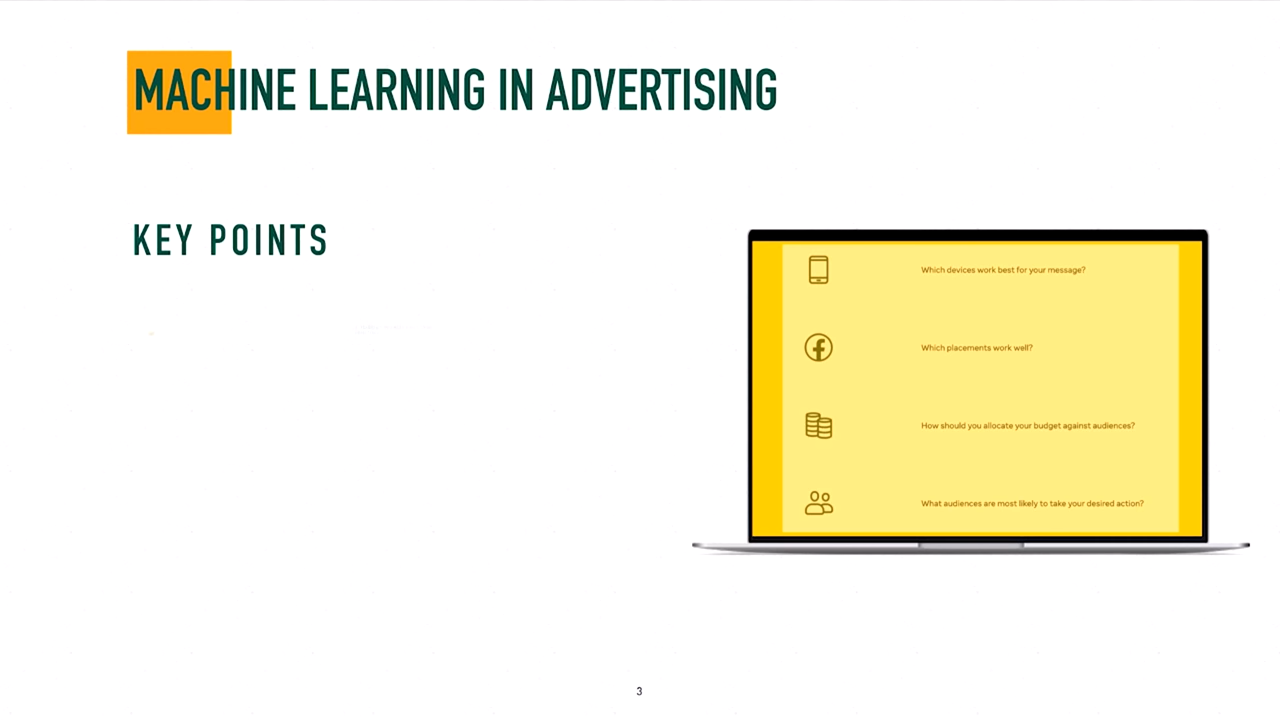 MACHINE LEARNING IN ADVERTISING
KEY POINTS
Which devices work best for your message?
Which placements work well?
How should you allocate your budget against audiences?
What audiences are most likely to take your desired action?
3